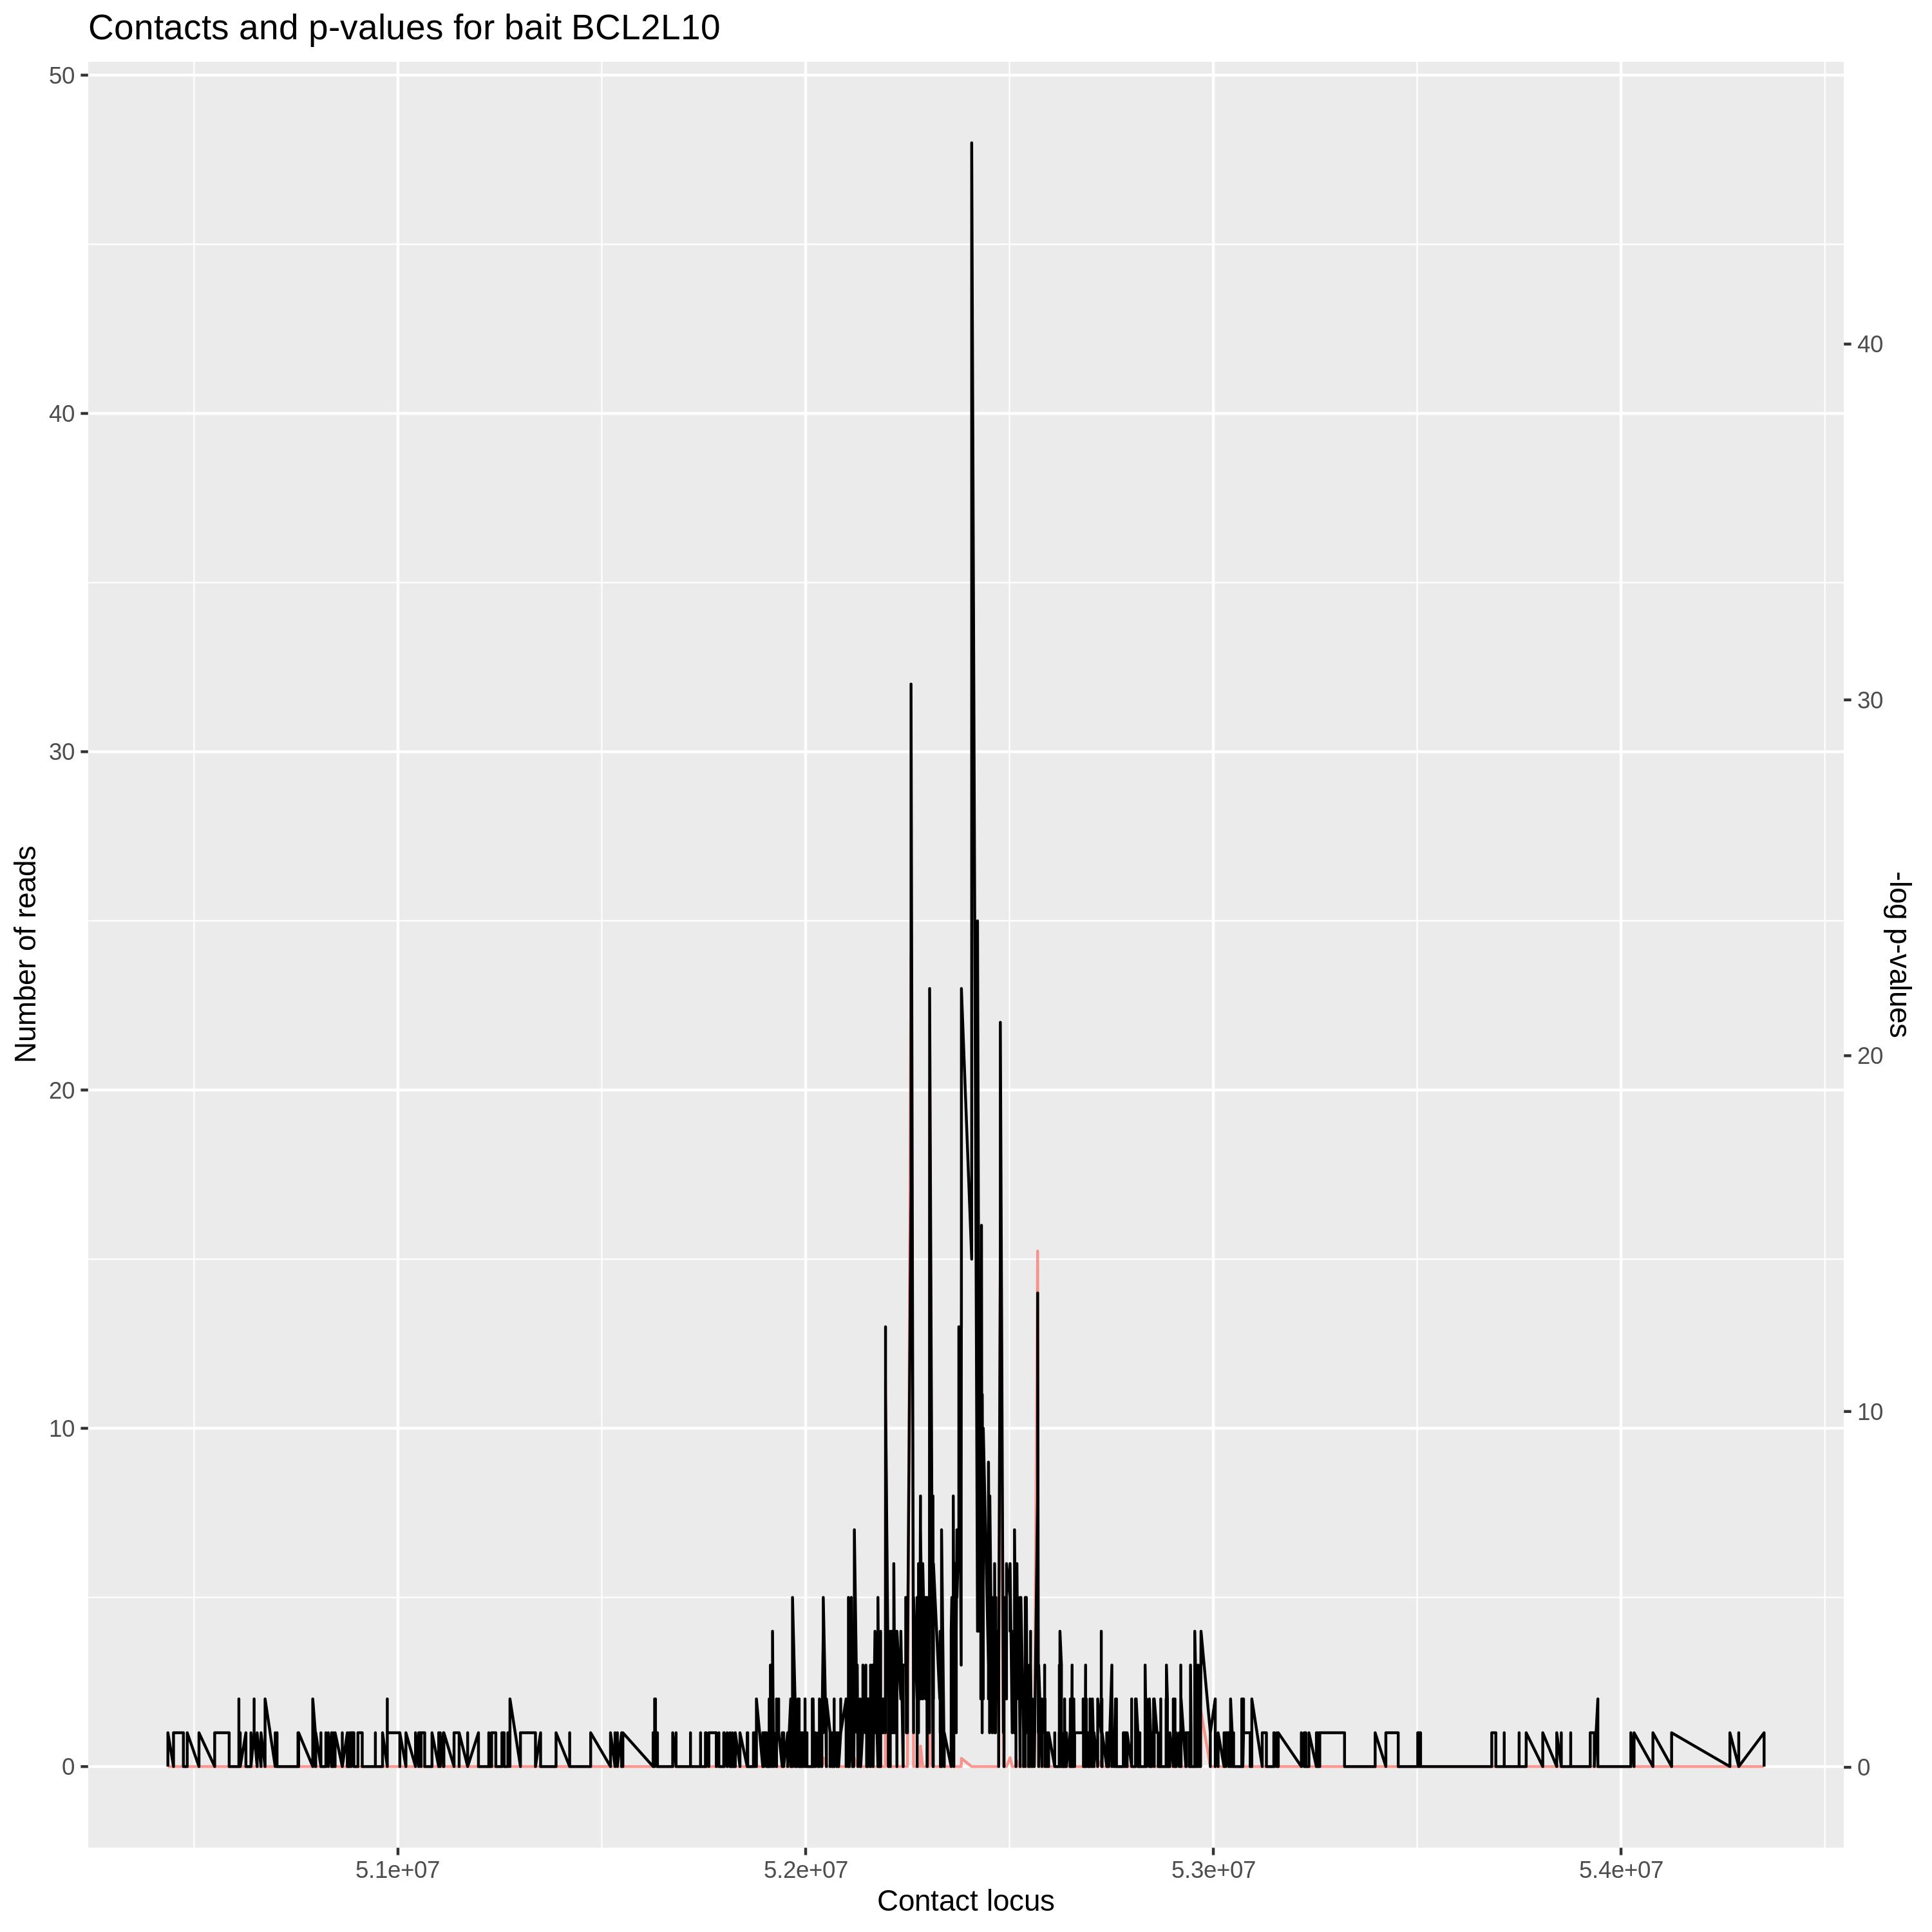 Contacts and p-values for bait BCL2L10
50
40
30
20
10
0
Number of reads
40
30
20
10
0
-log p-values
5.1e+07
5.2e+07
5.3e+07
5.4e+07
Contact locus